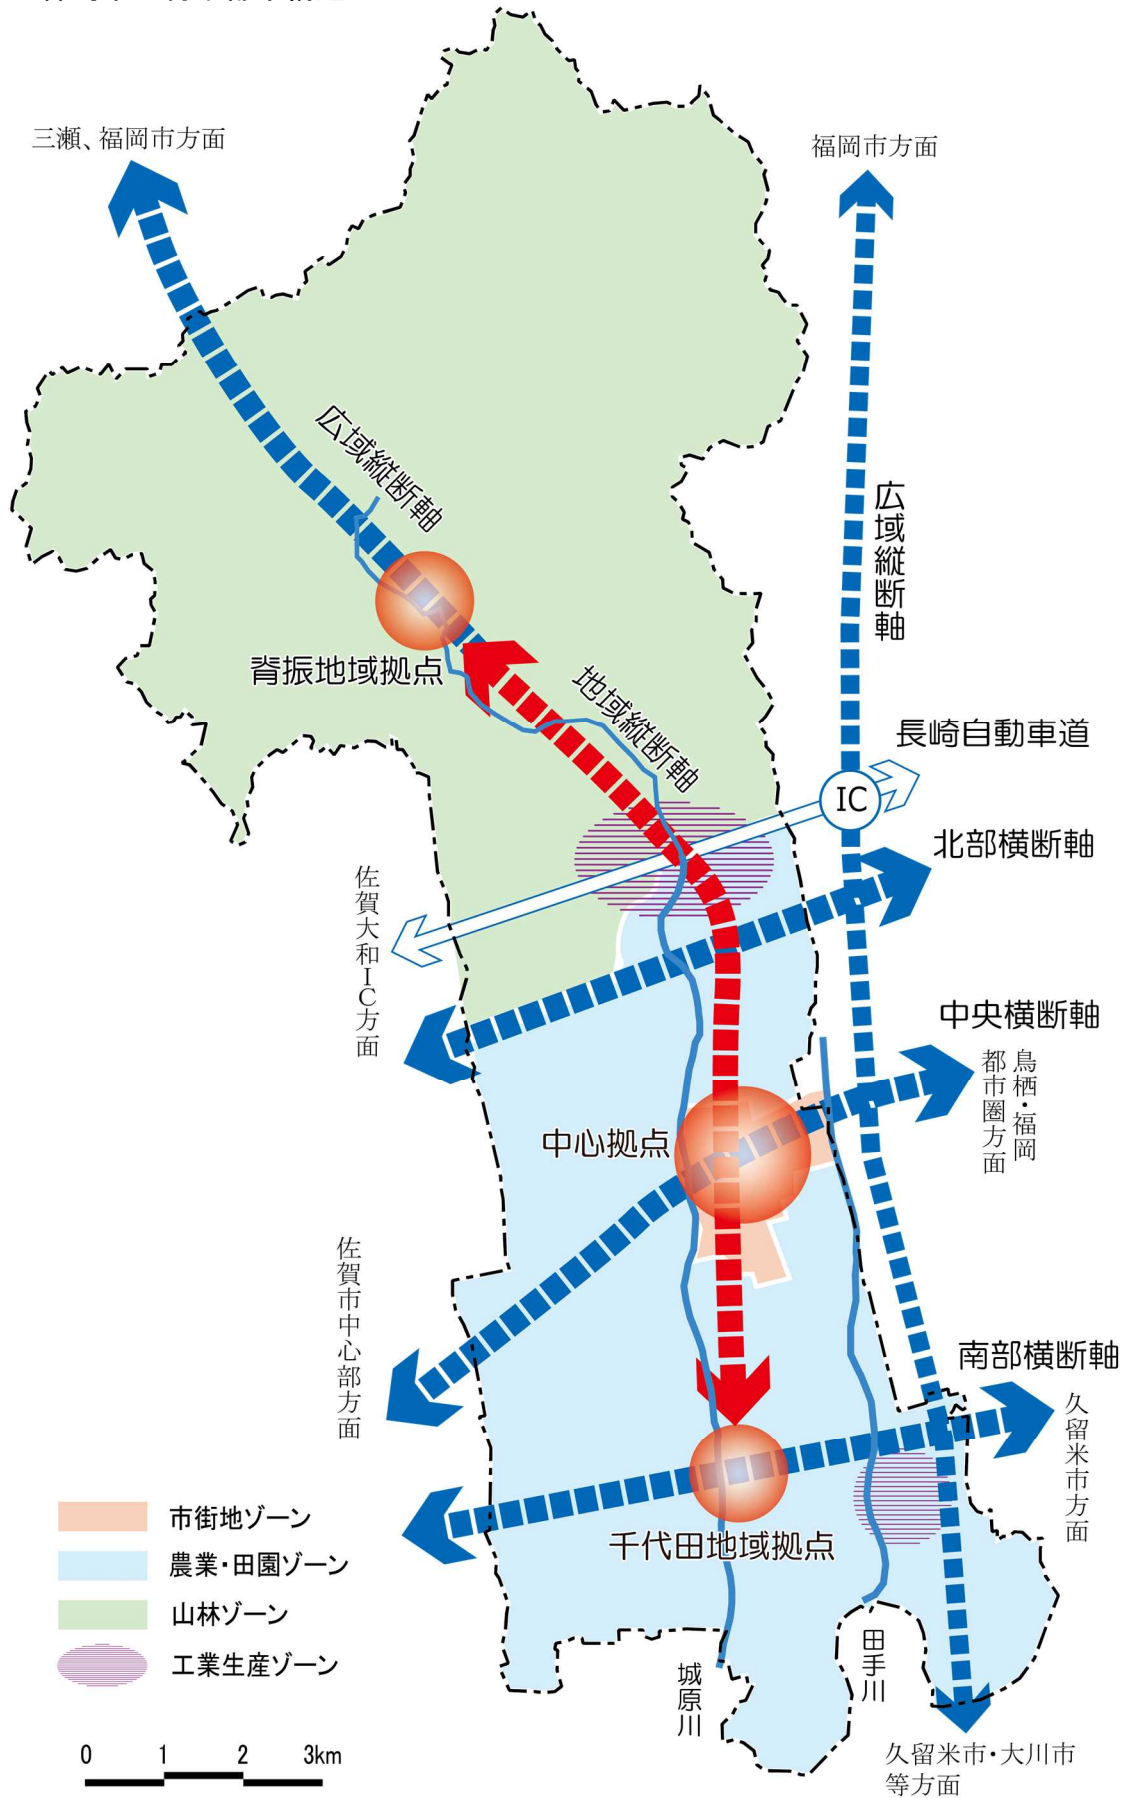 三瀬、福岡市方面
福岡市方面
広域縦断軸
広域縦断軸
脊振地域拠点
地域縦断軸
長崎自動車道
IC
北部横断軸
佐賀大和IC方面
中央横断軸
鳥栖・福岡
都市圏方面
中心拠点
佐賀市中心部方面
南部横断軸
久留米市方面
千代田地域拠点
市街地ゾーン
農業・田園ゾーン
山林ゾーン
工業生産ゾーン
城原川
田手川
0 1 2 3km
久留米市・大川市
等方面